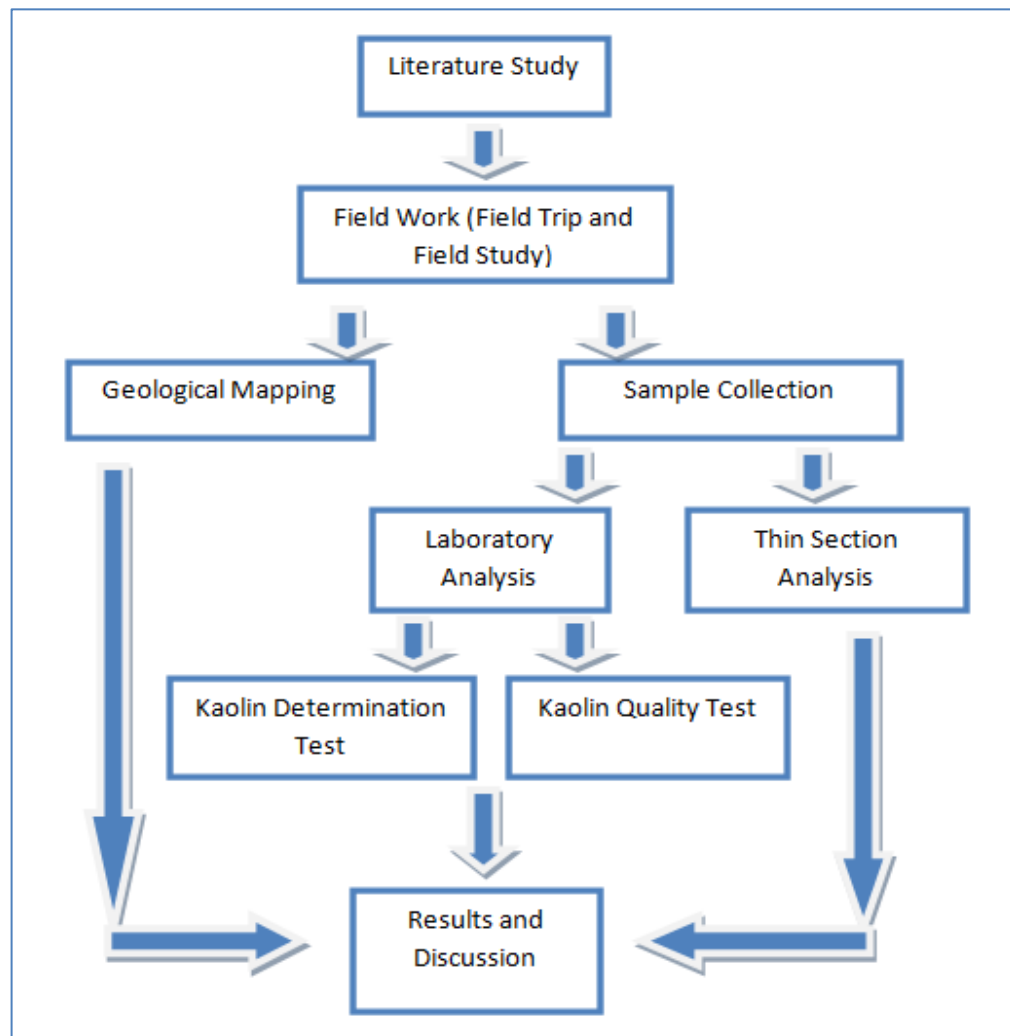 Literature Study
Field Work (Field Trip and
Field Study)
Geological Mapping
Sample Collection
Laboratory
Analysis
Thin Section
Analysis
Kaolin Determination
Test
Kaolin Quality Test
Results and
Discussion